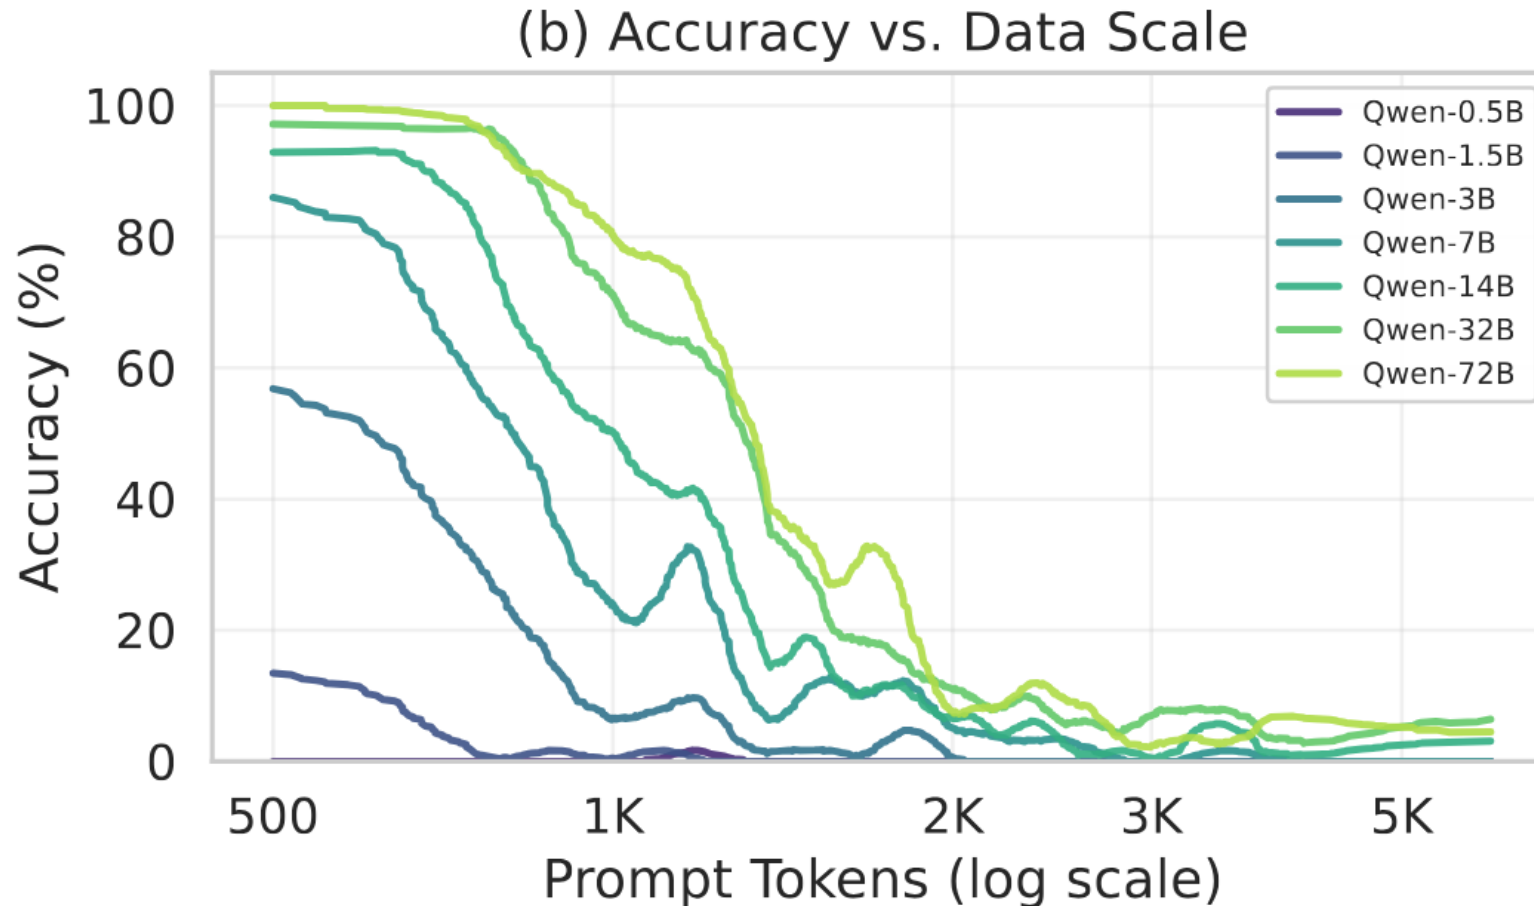 (b) Accuracy vs. Data Scale
Accuracy (%)
100
80
60
40
20
0
500
1K
2K
3K
5K
Prompt Tokens (log scale)
Qwen-0.5B
Qwen-1.5B
Qwen-3B
Qwen-7B
Qwen-14B
Qwen-32B
Qwen-72B